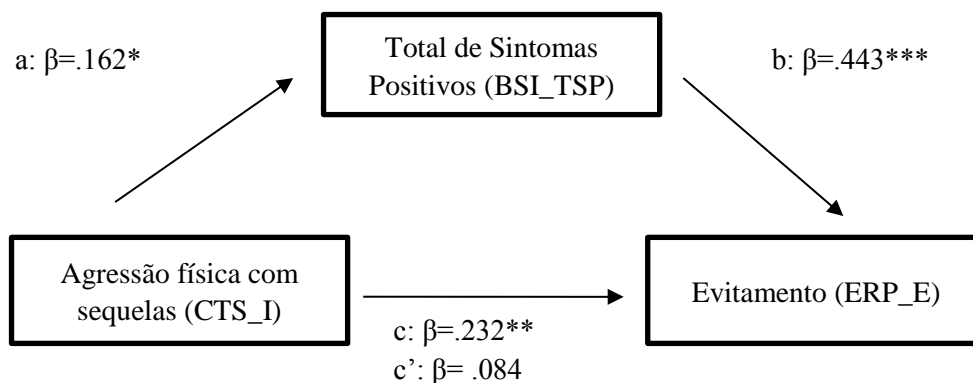 a: β=.162*
Total de Sintomas
Positivos (BSI_TSP)
b: β=.443***
Agressão física com
sequelas (CTS_I)
c: β=.232**
c’: β= .084
Evitamento (ERP_E)